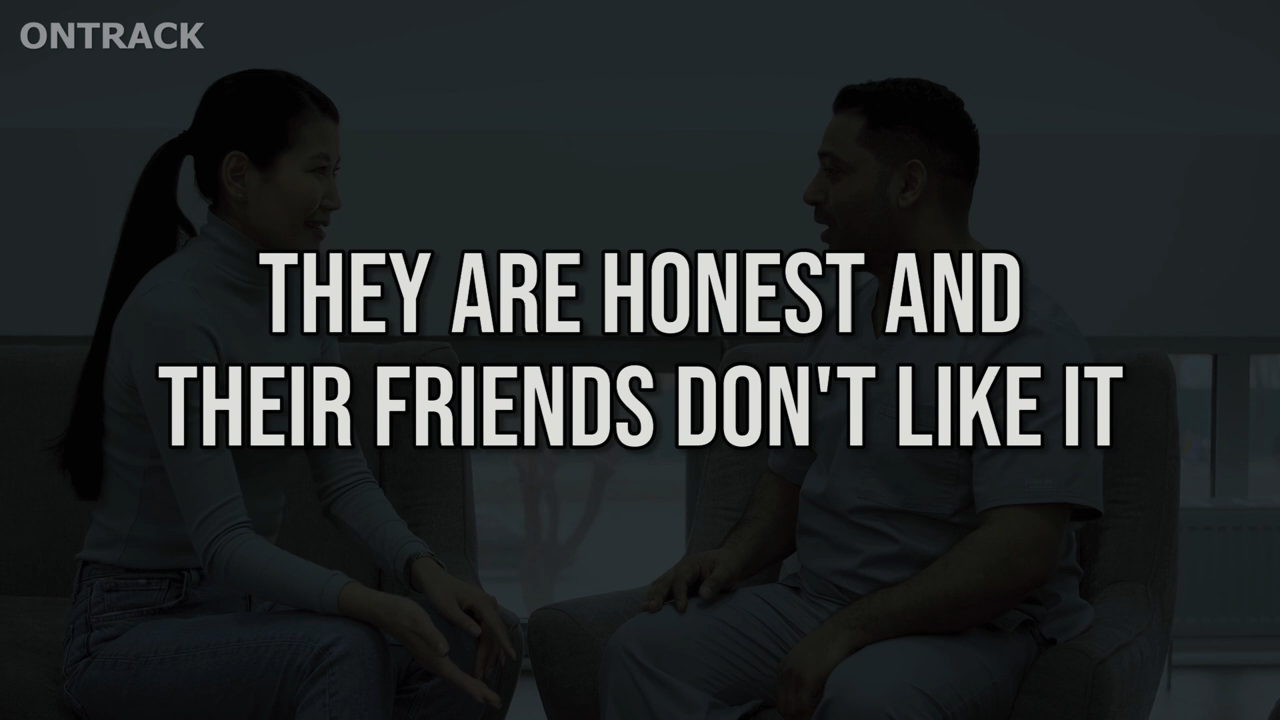 ONTRACK
THEY ARE HONEST AND
THEIR FRIENDS DON'T LIKE IT